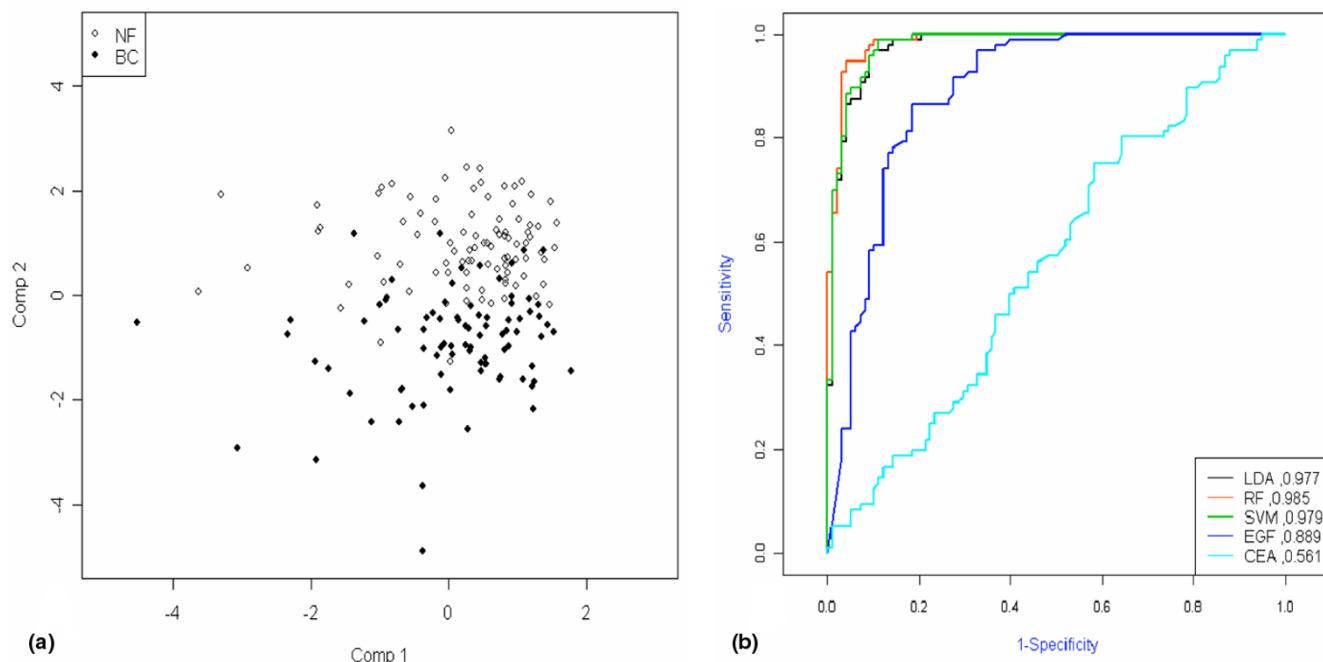 NF
BC
4
2
0
-2
-4
Comp 2
-4
-2
0
2
Comp 1
(a)
1.0
0.8
0.6
0.4
0.2
0.0
Sensitivity
LDA ,0.977
RF ,0.985
SVM ,0.979
EGF ,0.889
CEA ,0.561
0.0
0.2
0.4
0.6
0.8
1.0
1-Specificity
(b)